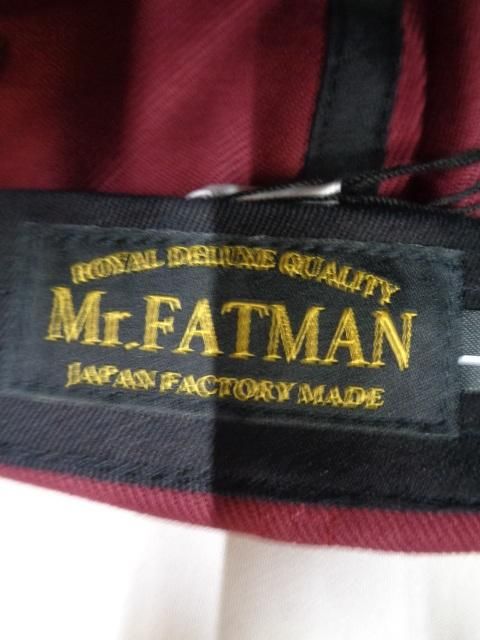 ROYAL DELUXE QUALITY
Mr.FATMAN
JAPAN FACTORY MADE